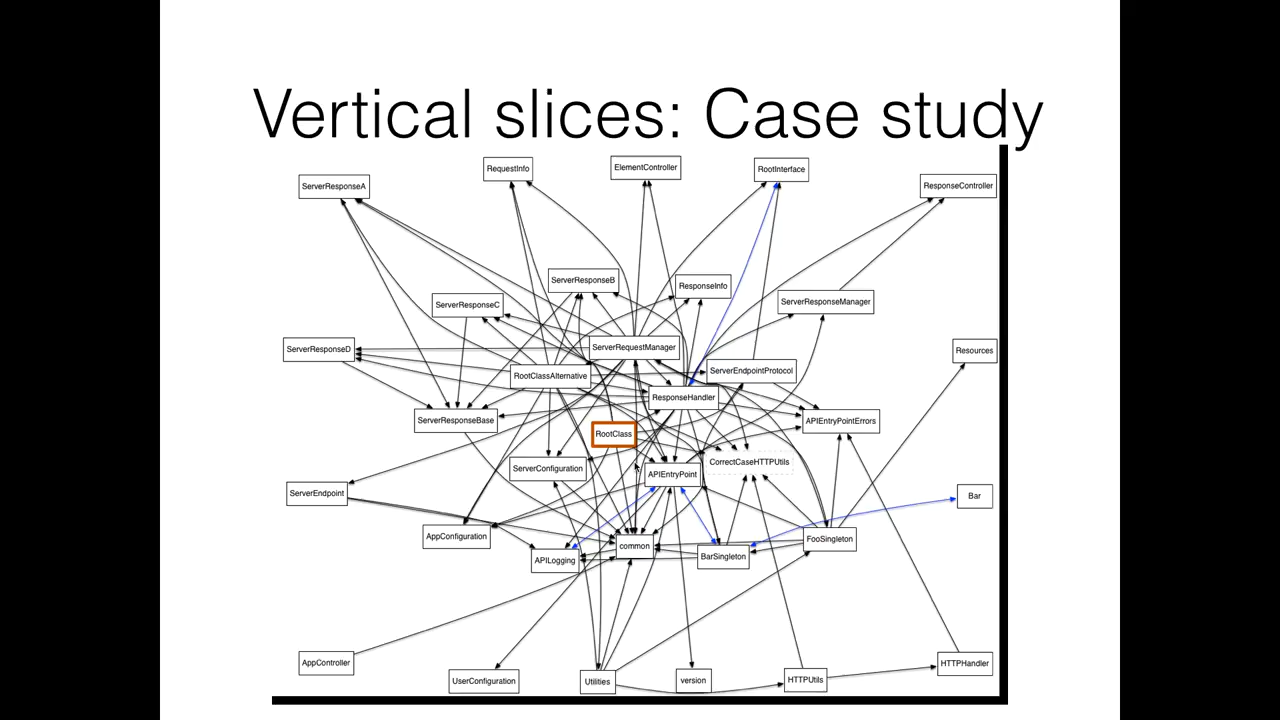 Vertical slices: Case study
RequestInfo
ElementController
RootInterface
ServerResponseA
ResponseController
ServerResponseB
ResponseInfo
ServerResponseC
ServerResponseManager
ServerResponseD
ServerRequestManager
Resources
RootClassAlternative
ServerEndpointProtocol
ResponseHandler
ServerResponseBase
APIEntryPointErrors
RootClass
ServerConfiguration
APIEntryPoint
CorrectCaseHTTPUtils
ServerEndpoint
Bar
AppConfiguration
common
FooSingleton
APILogging
BarSingleton
AppController
HTTPHandler
UserConfiguration
Utilities
version
HTTPUtils